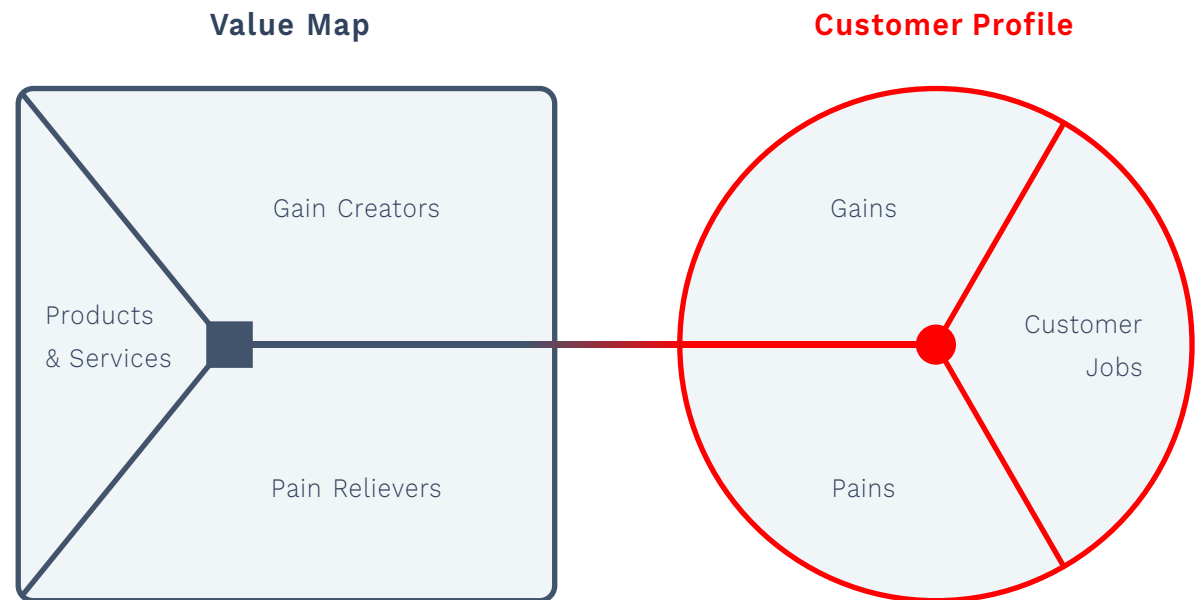 Value Map
Customer Profile
Gain Creators
Products
& Services
Pain Relievers
Gains
Customer
Jobs
Pains